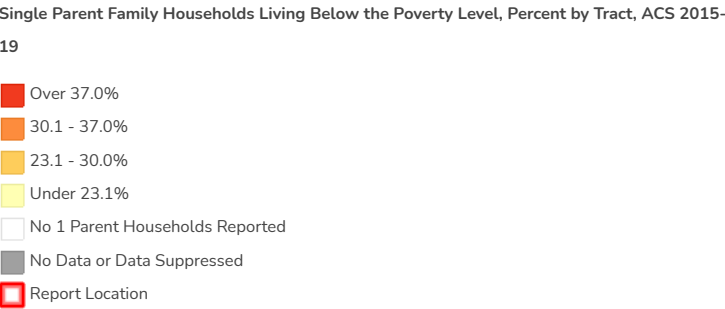 Single Parent Family Households Living Below the Poverty Level, Percent by Tract, ACS 2015-
19
Over 37.0%
30.1 - 37.0%
23.1 - 30.0%
Under 23.1%
No 1 Parent Households Reported
No Data or Data Suppressed
Report Location